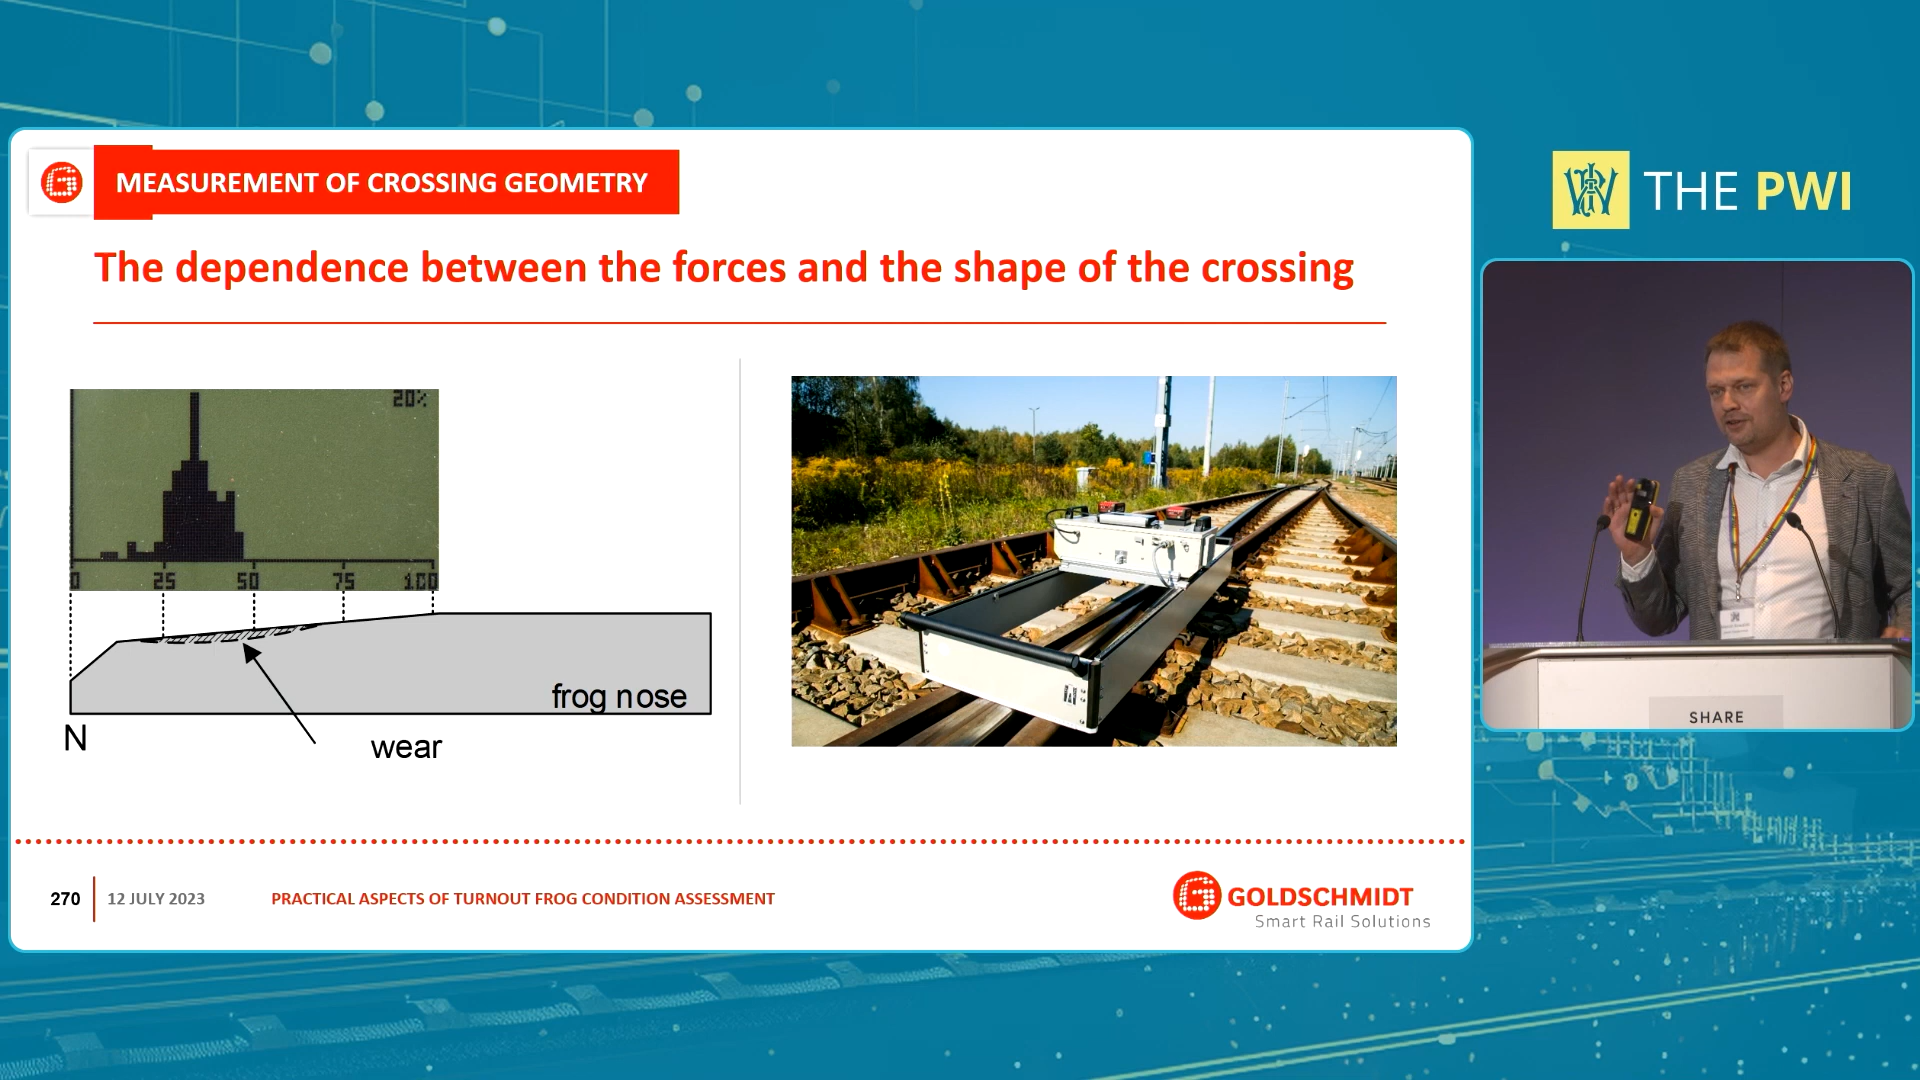 MEASUREMENT OF CROSSING GEOMETRY
The dependence between the forces and the shape of the crossing
20%
0 25 50 75 100
frog nose
N
wear
270
12 JULY 2023
PRACTICAL ASPECTS OF TURNOUT FROG CONDITION ASSESSMENT
GOLDSCHMIDT
Smart Rail Solutions
THE PWI
SHARE